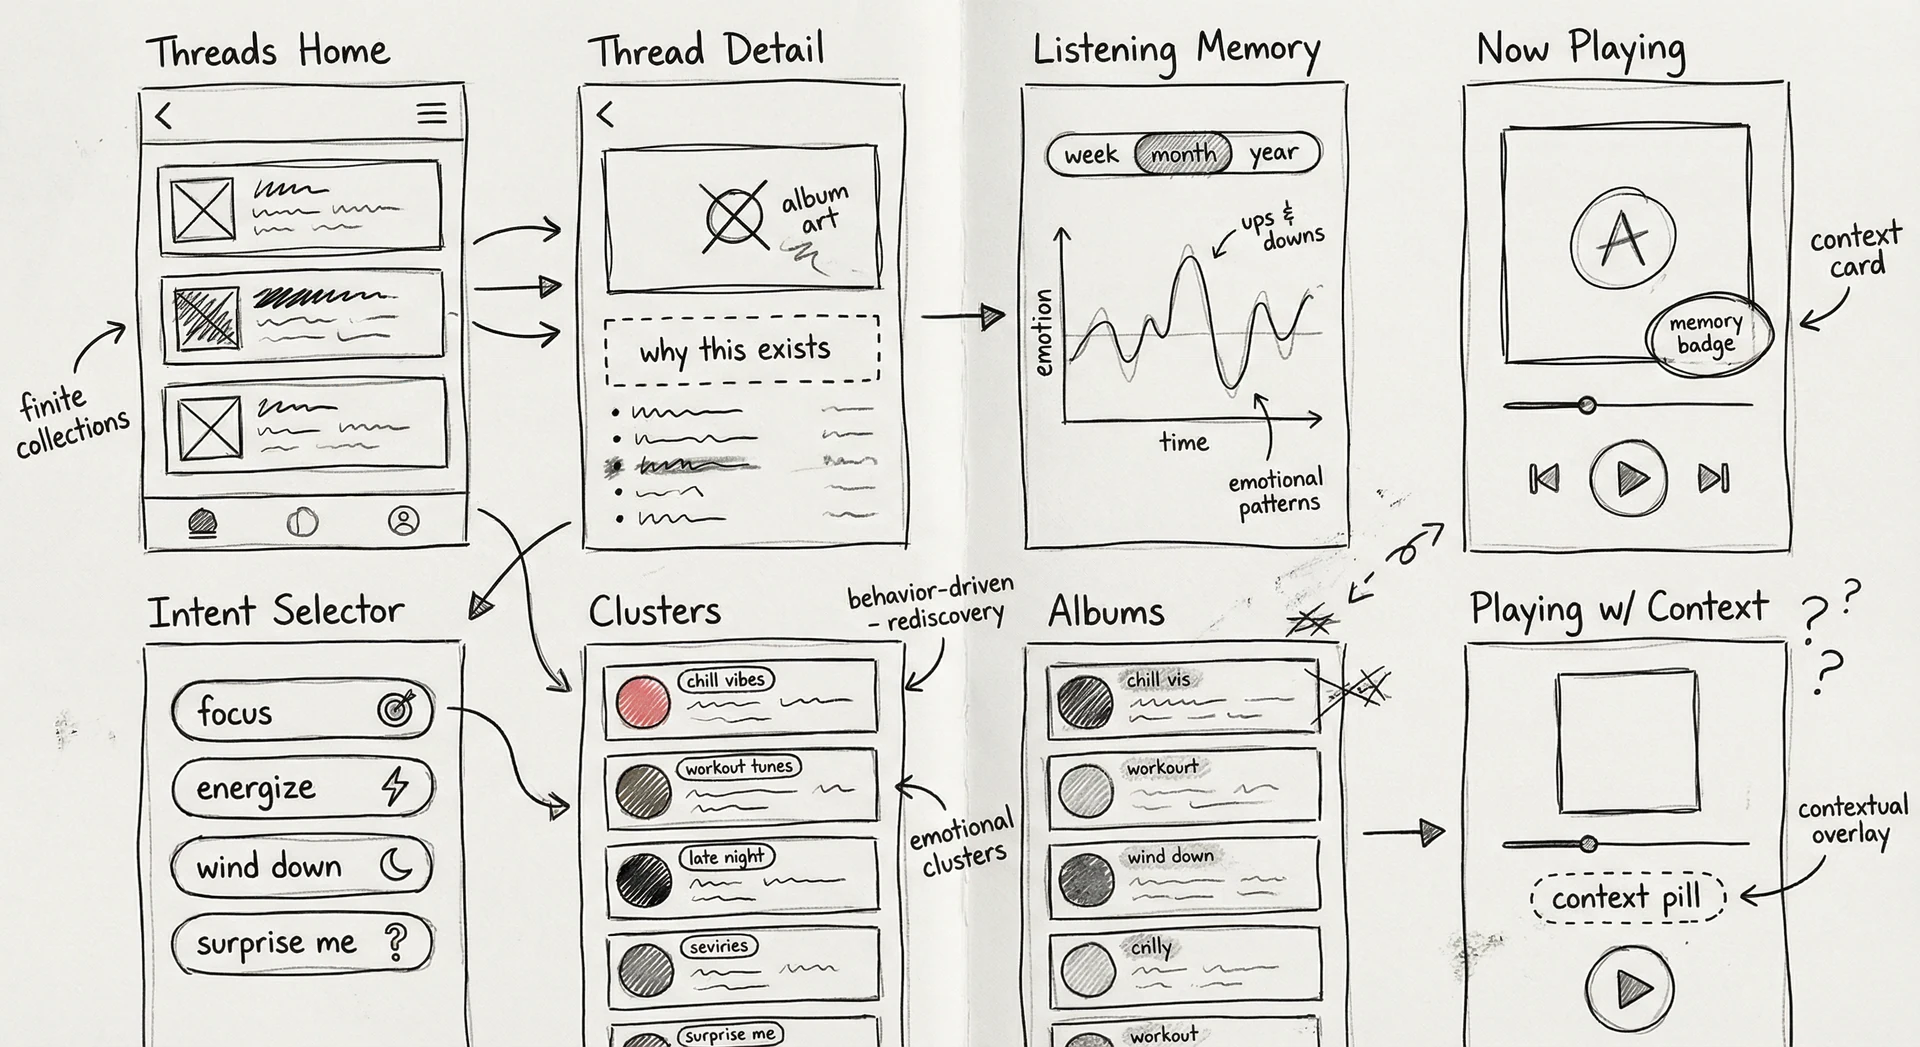 Threads Home
finite
collections
Thread Detail
album
art
why this exists
Listening Memory
week
month
year
ups &
downs
emotion
time
emotional
patterns
Now Playing
A
memory
badge
context
card
Intent Selector
focus
energize
wind down
surprise me ?
Clusters
behavior-driven
- rediscovery
chill vibes
workout tunes
late night
seviries
surprise me
emotional
clusters
Albums
chill vis
workourt
wind down
crilly
workout
Playing w/ Context
? ? ?
context pill
contextual
overlay